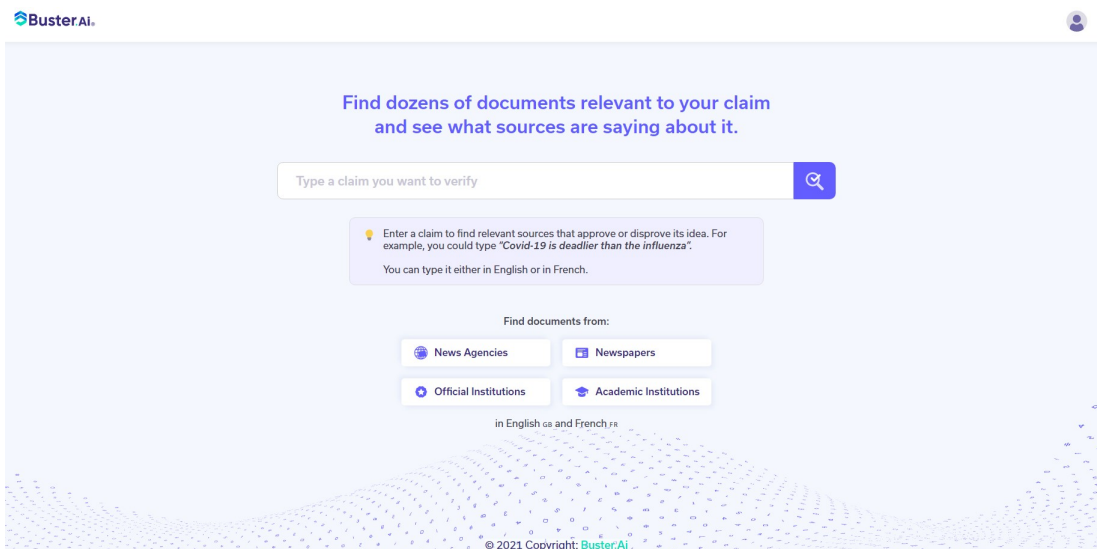 Buster.Ai
Find dozens of documents relevant to your claim
and see what sources are saying about it.
Type a claim you want to verify
Enter a claim to find relevant sources that approve or disprove its idea. For
example, you could type "Covid-19 is deadlier than the influenza".
You can type it either in English or in French.
Find documents from:
News Agencies
Newspapers
Official Institutions
Academic Institutions
in English GB and French FR
© 2021 Copyright: Buster.Ai .